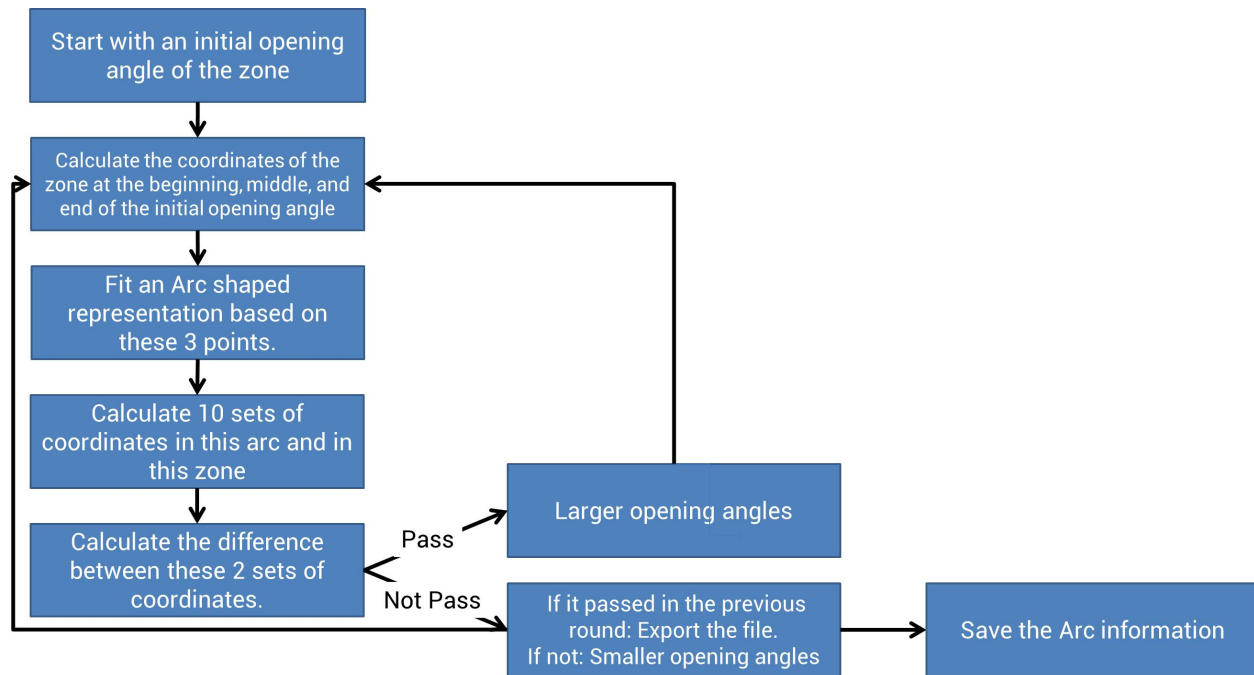 Start with an initial opening
angle of the zone
Calculate the coordinates of the
zone at the beginning, middle, and
end of the initial opening angle
Fit an Arc shaped
representation based on
these 3 points.
Calculate 10 sets of
coordinates in this arc and in
this zone
Calculate the difference
between these 2 sets of
coordinates.
Pass
Larger opening angles
Not Pass
If it passed in the previous
round: Export the file.
If not: Smaller opening angles
Save the Arc information